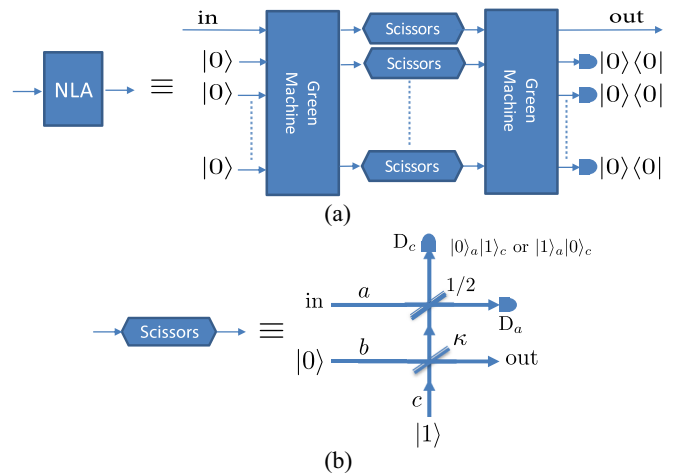 in
out
NLA
≡
|0⟩
|0⟩
|0⟩
Green Machine
Scissors
Scissors
Scissors
Green Machine
|0⟩⟨0|
|0⟩⟨0|
|0⟩⟨0|
(a)
D_c
|0⟩_a|1⟩_c or |1⟩_a|0⟩_c
1/2
in
a
D_a
Scissors
≡
|0⟩
b
κ
out
c
|1⟩
(b)